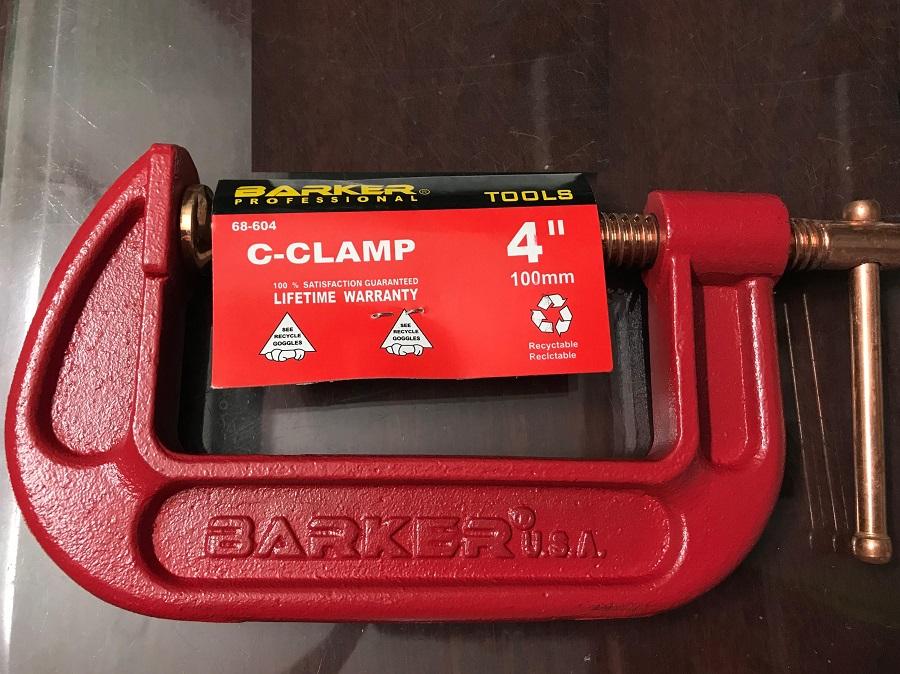 BARKER®
PROFESSIONAL
TOOLS
68-604
C-CLAMP
4"
100mm
100 % SATISFACTION GUARANTEED
LIFETIME WARRANTY
SEE
RECYCLE
GOGGLES
SEE
RECYCLE
GOGGLES
Recyctable
Reclctable
BARKER U.S.A.